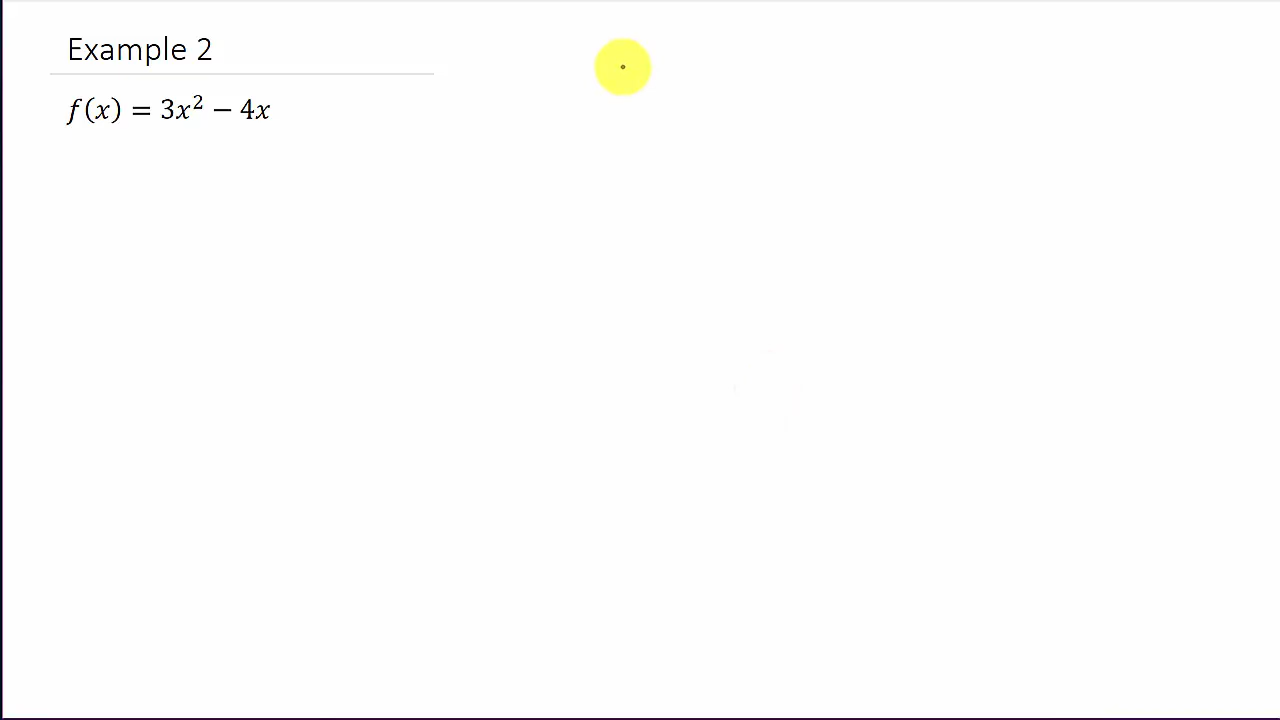 Example 2
f(x) = 3x² − 4x